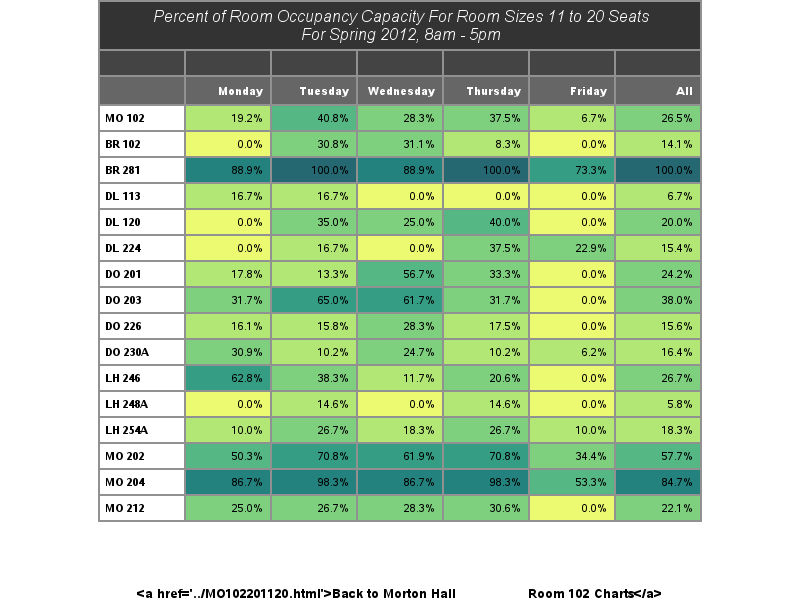 Percent of Room Occupancy Capacity For Room Sizes 11 to 20 Seats
For Spring 2012, 8am - 5pm
Monday Tuesday Wednesday Thursday Friday All
MO 102 19.2% 40.8% 28.3% 37.5% 6.7% 26.5%
BR 102 0.0% 30.8% 31.1% 8.3% 0.0% 14.1%
BR 281 88.9% 100.0% 88.9% 100.0% 73.3% 100.0%
DL 113 16.7% 16.7% 0.0% 0.0% 0.0% 6.7%
DL 120 0.0% 35.0% 25.0% 40.0% 0.0% 20.0%
DL 224 0.0% 16.7% 0.0% 37.5% 22.9% 15.4%
DO 201 17.8% 13.3% 56.7% 33.3% 0.0% 24.2%
DO 203 31.7% 65.0% 61.7% 31.7% 0.0% 38.0%
DO 226 16.1% 15.8% 28.3% 17.5% 0.0% 15.6%
DO 230A 30.9% 10.2% 24.7% 10.2% 6.2% 16.4%
LH 246 62.8% 38.3% 11.7% 20.6% 0.0% 26.7%
LH 248A 0.0% 14.6% 0.0% 14.6% 0.0% 5.8%
LH 254A 10.0% 26.7% 18.3% 26.7% 10.0% 18.3%
MO 202 50.3% 70.8% 61.9% 70.8% 34.4% 57.7%
MO 204 86.7% 98.3% 86.7% 98.3% 53.3% 84.7%
MO 212 25.0% 26.7% 28.3% 30.6% 0.0% 22.1%
<a href='../MO102201120.html'>Back to Morton Hall Room 102 Charts</a>